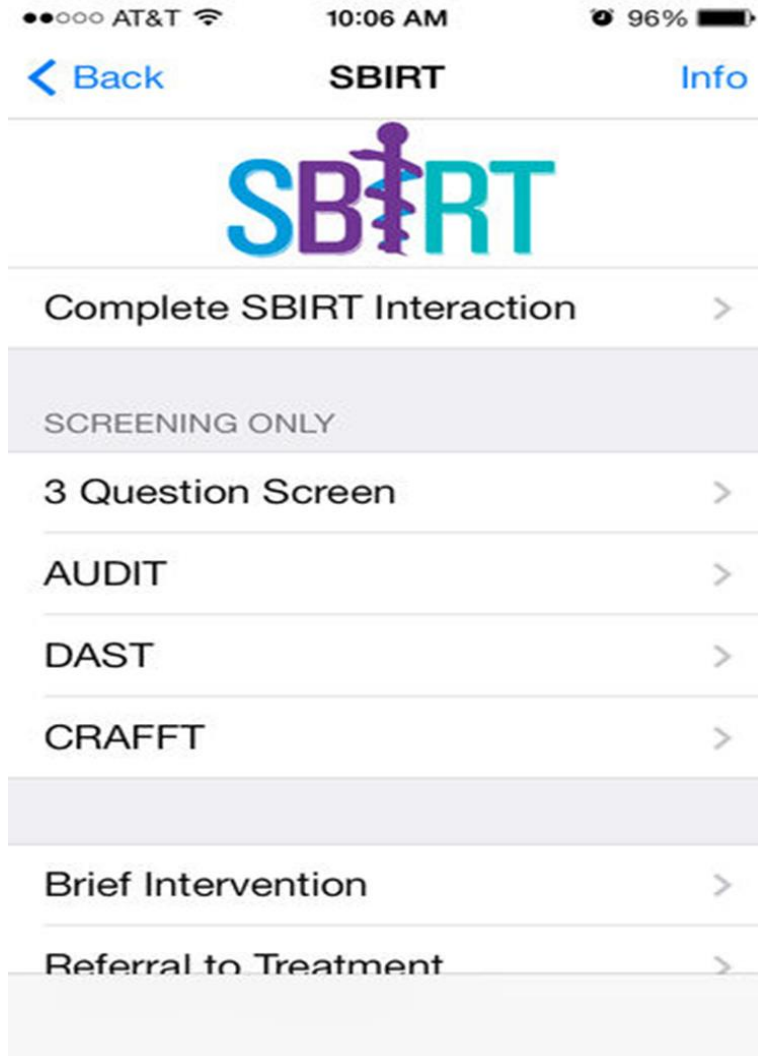 AT&T 10:06 AM 96%
Back SBIRT Info
SBIRT
Complete SBIRT Interaction
SCREENING ONLY
3 Question Screen
AUDIT
DAST
CRAFFT
Brief Intervention
Referral to Treatment